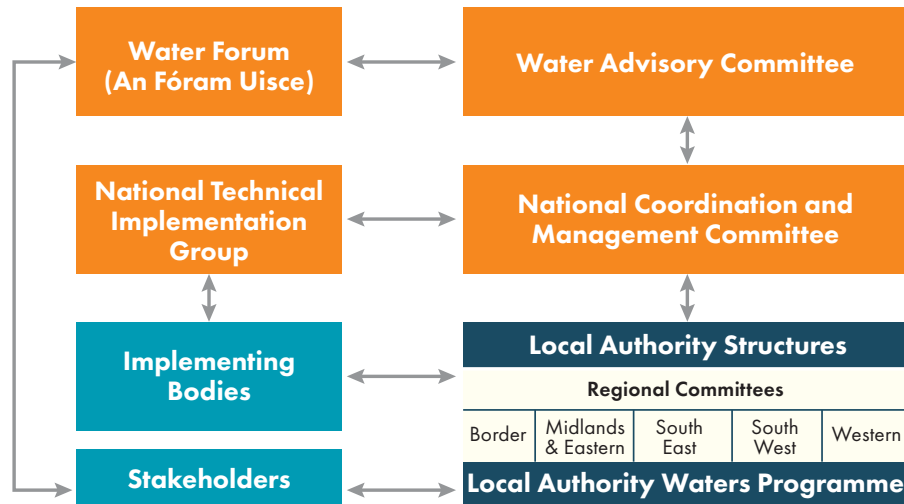 Water Forum
(An Fóram Uisce)
Water Advisory Committee
National Technical
Implementation
Group
National Coordination and
Management Committee
Implementing
Bodies
Local Authority Structures
Regional Committees
Border
Midlands
& Eastern
South
East
South
West
Western
Stakeholders
Local Authority Waters Programme